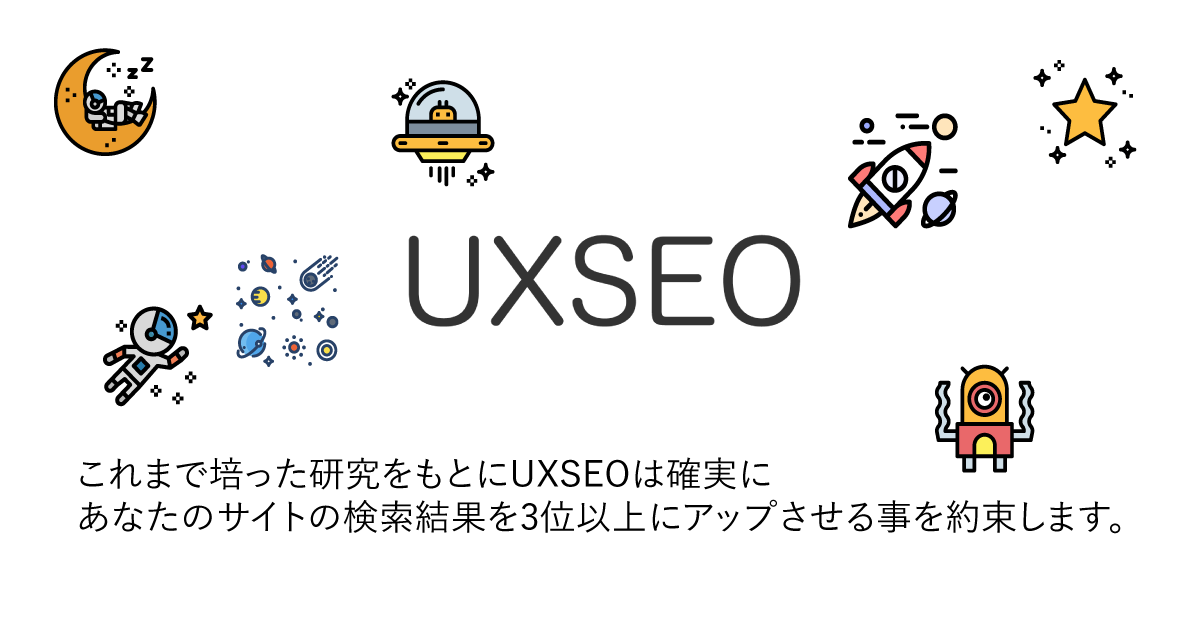 zZ
UXSEO
これまで培った研究をもとにUXSEOは確実に
あなたのサイトの検索結果を3位以上にアップさせる事を約束します。